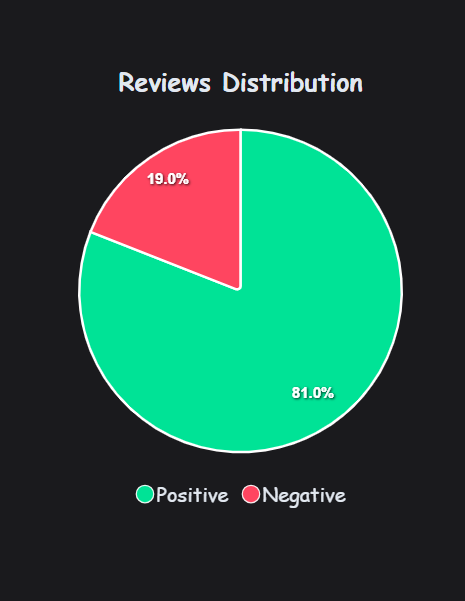 Reviews Distribution
19.0%
81.0%
Positive Negative